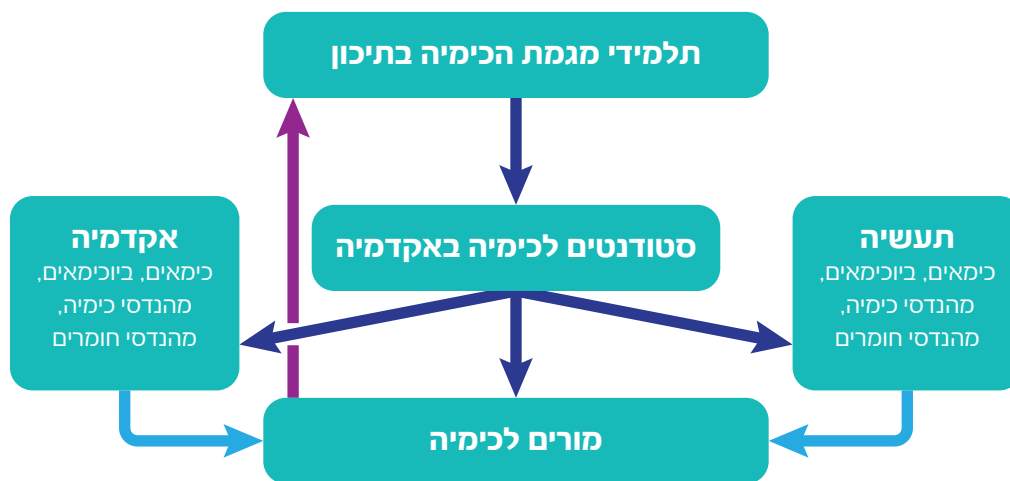 תלמידי מגמת הכימיה בתיכון
תעשיה
כימאים, ביוכימאים,
מהנדסי כימיה,
מהנדסי חומרים
סטודנטים לכימיה באקדמיה
אקדמיה
כימאים, ביוכימאים,
מהנדסי כימיה,
מהנדסי חומרים
מורים לכימיה